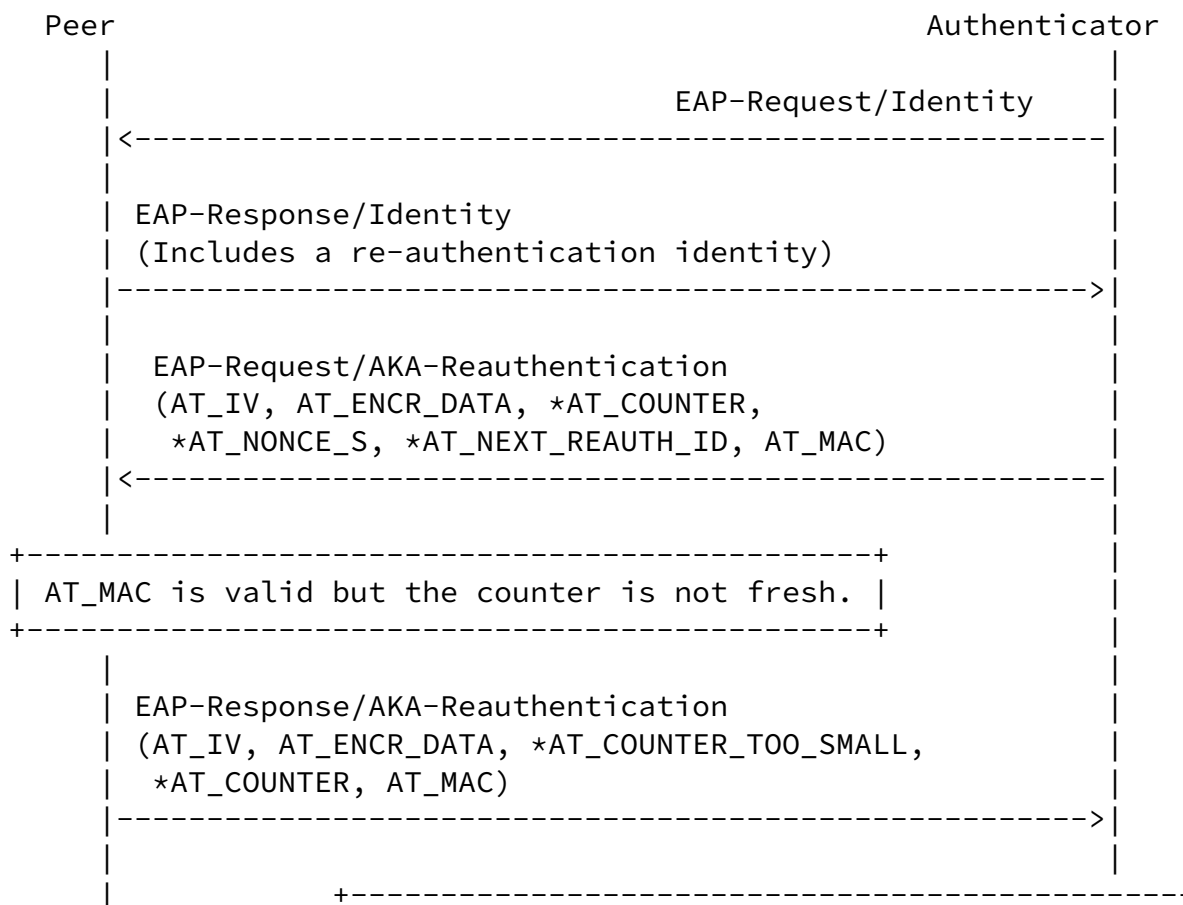 Peer Authenticator
EAP-Request/Identity
EAP-Response/Identity
(Includes a re-authentication identity)
EAP-Request/AKA-Reauthentication
(AT_IV, AT_ENCR_DATA, *AT_COUNTER,
*AT_NONCE_S, *AT_NEXT_REAUTH_ID, AT_MAC)
AT_MAC is valid but the counter is not fresh.
EAP-Response/AKA-Reauthentication
(AT_IV, AT_ENCR_DATA, *AT_COUNTER_TOO_SMALL,
*AT_COUNTER, AT_MAC)